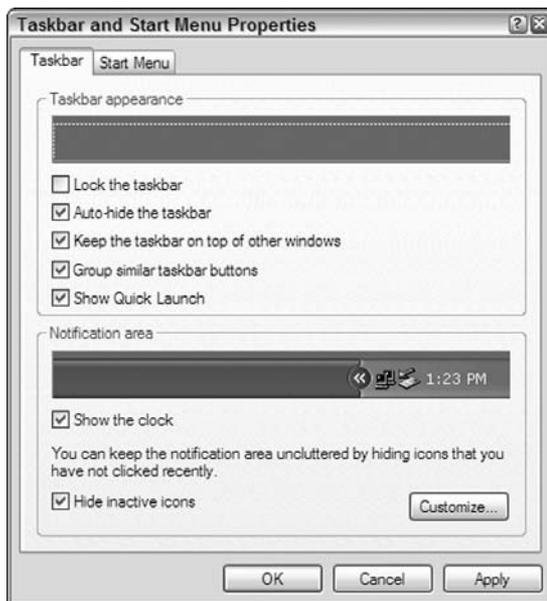 Taskbar and Start Menu Properties
Taskbar
Start Menu
Taskbar appearance
Lock the taskbar
Auto-hide the taskbar
Keep the taskbar on top of other windows
Group similar taskbar buttons
Show Quick Launch
Notification area
1:23 PM
Show the clock
You can keep the notification area uncluttered by hiding icons that you
have not clicked recently.
Hide inactive icons
Customize...
OK
Cancel
Apply